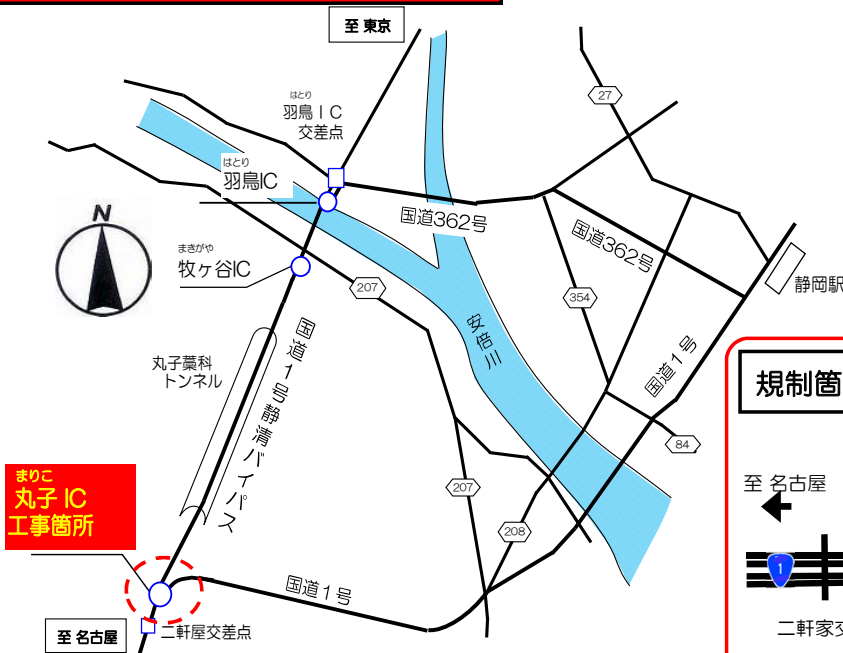 至 東京
27
はとり
羽鳥IC
交差点
はとり
羽鳥IC
国道362号
国道362号
N
まきがや
牧ヶ谷IC
207
354
静岡駅
安倍川
国道1号
丸子藁科
トンネル
国道1号静清バイパス
規制箇
84
至 名古屋
まりこ
丸子 IC
工事箇所
207
208
1
国道1号
二軒家交
至 名古屋
二軒屋交差点